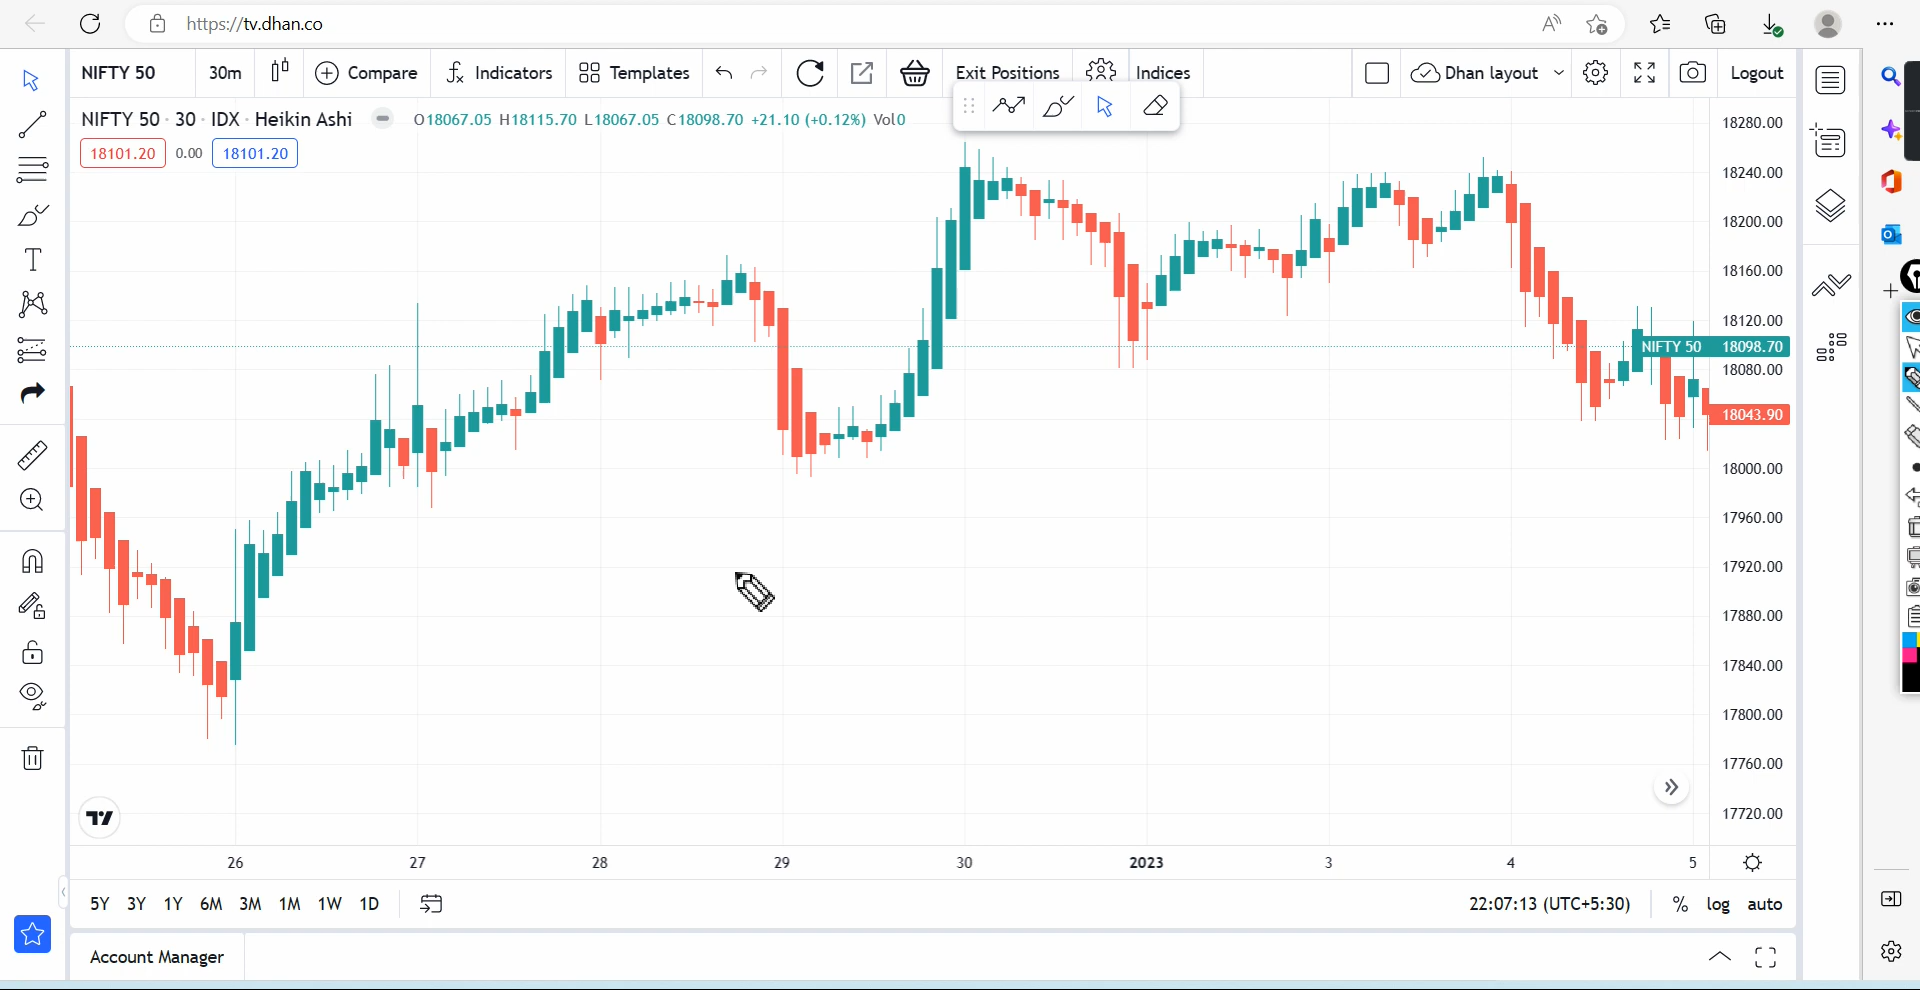 https://tv.dhan.co
NIFTY 50 30m Compare Indicators Templates Exit Positions Indices Dhan layout Logout
NIFTY 50 · 30 · IDX · Heikin Ashi O18067.05 H18115.70 L18067.05 C18098.70 +21.10 (+0.12%) Vol0
18101.20 0.00 18101.20
18280.00
18240.00
18200.00
18160.00
18120.00
NIFTY 50 18098.70
18080.00
18043.90
18000.00
17960.00
17920.00
17880.00
17840.00
17800.00
17760.00
17720.00
26 27 28 29 30 2023 3 4 5
5Y 3Y 1Y 6M 3M 1M 1W 1D 22:07:13 (UTC+5:30) % log auto
Account Manager